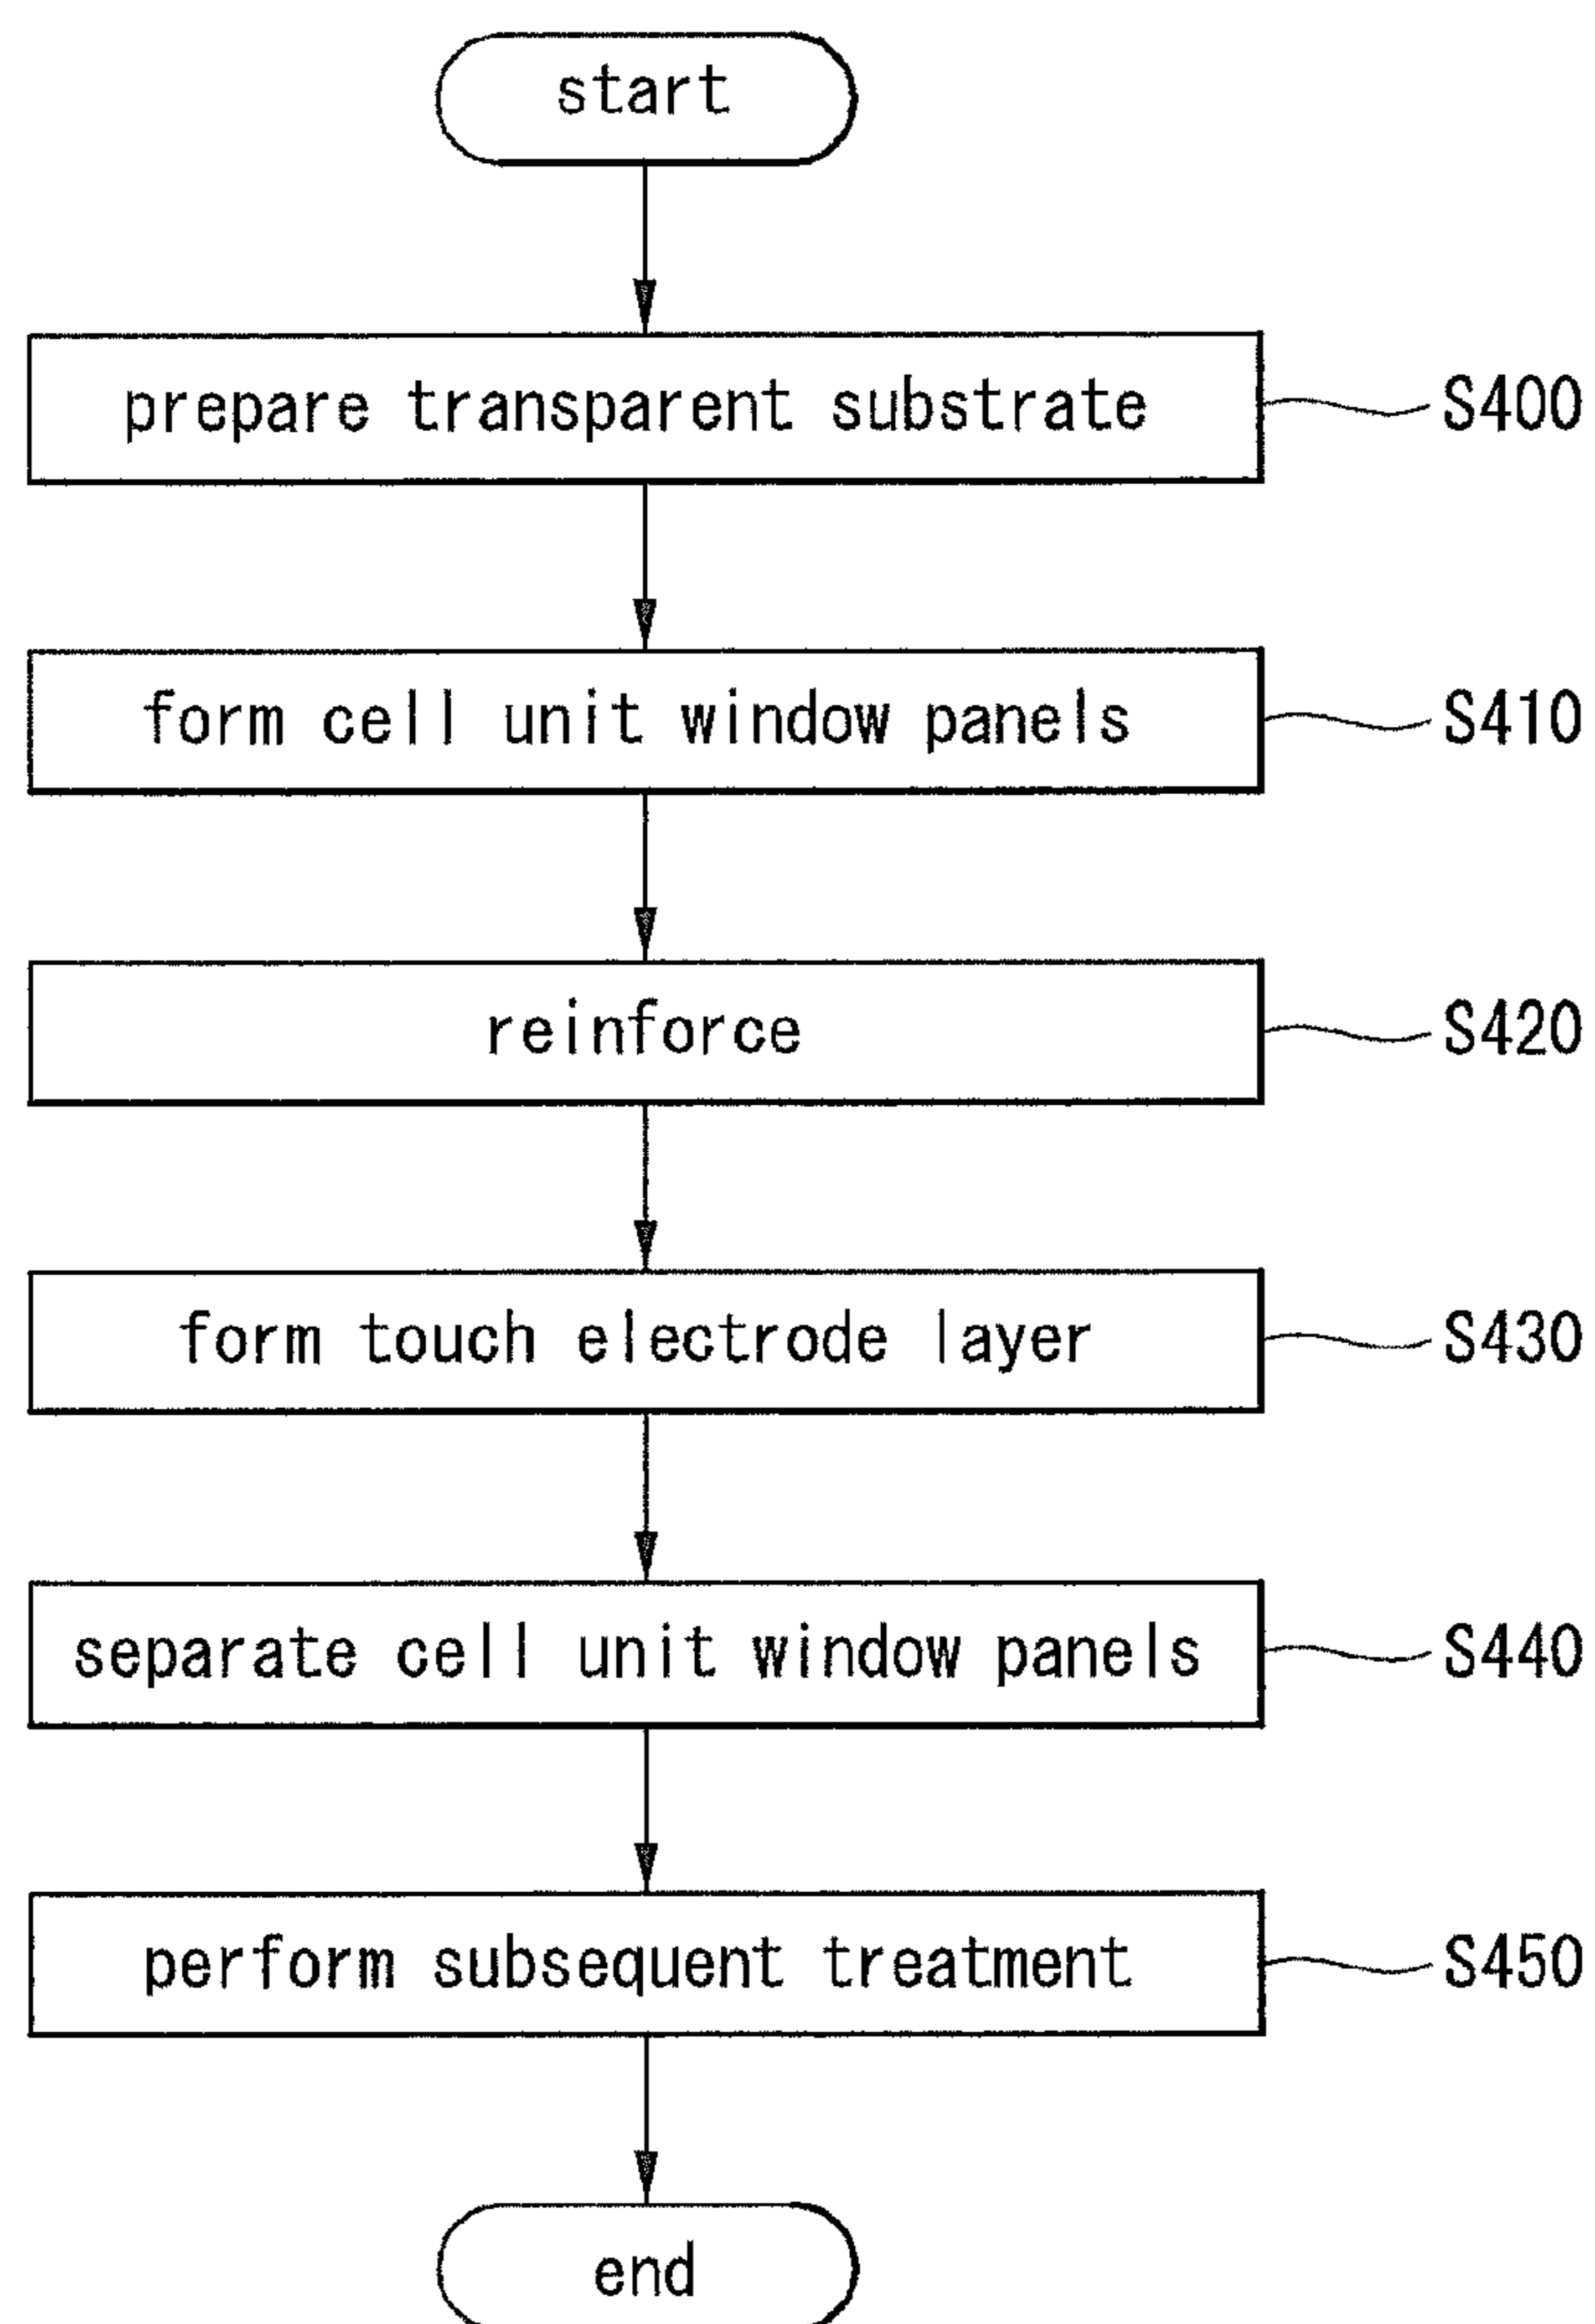 start
prepare transparent substrate S400
form cell unit window panels S410
reinforce S420
form touch electrode layer S430
separate cell unit window panels S440
perform subsequent treatment S450
end